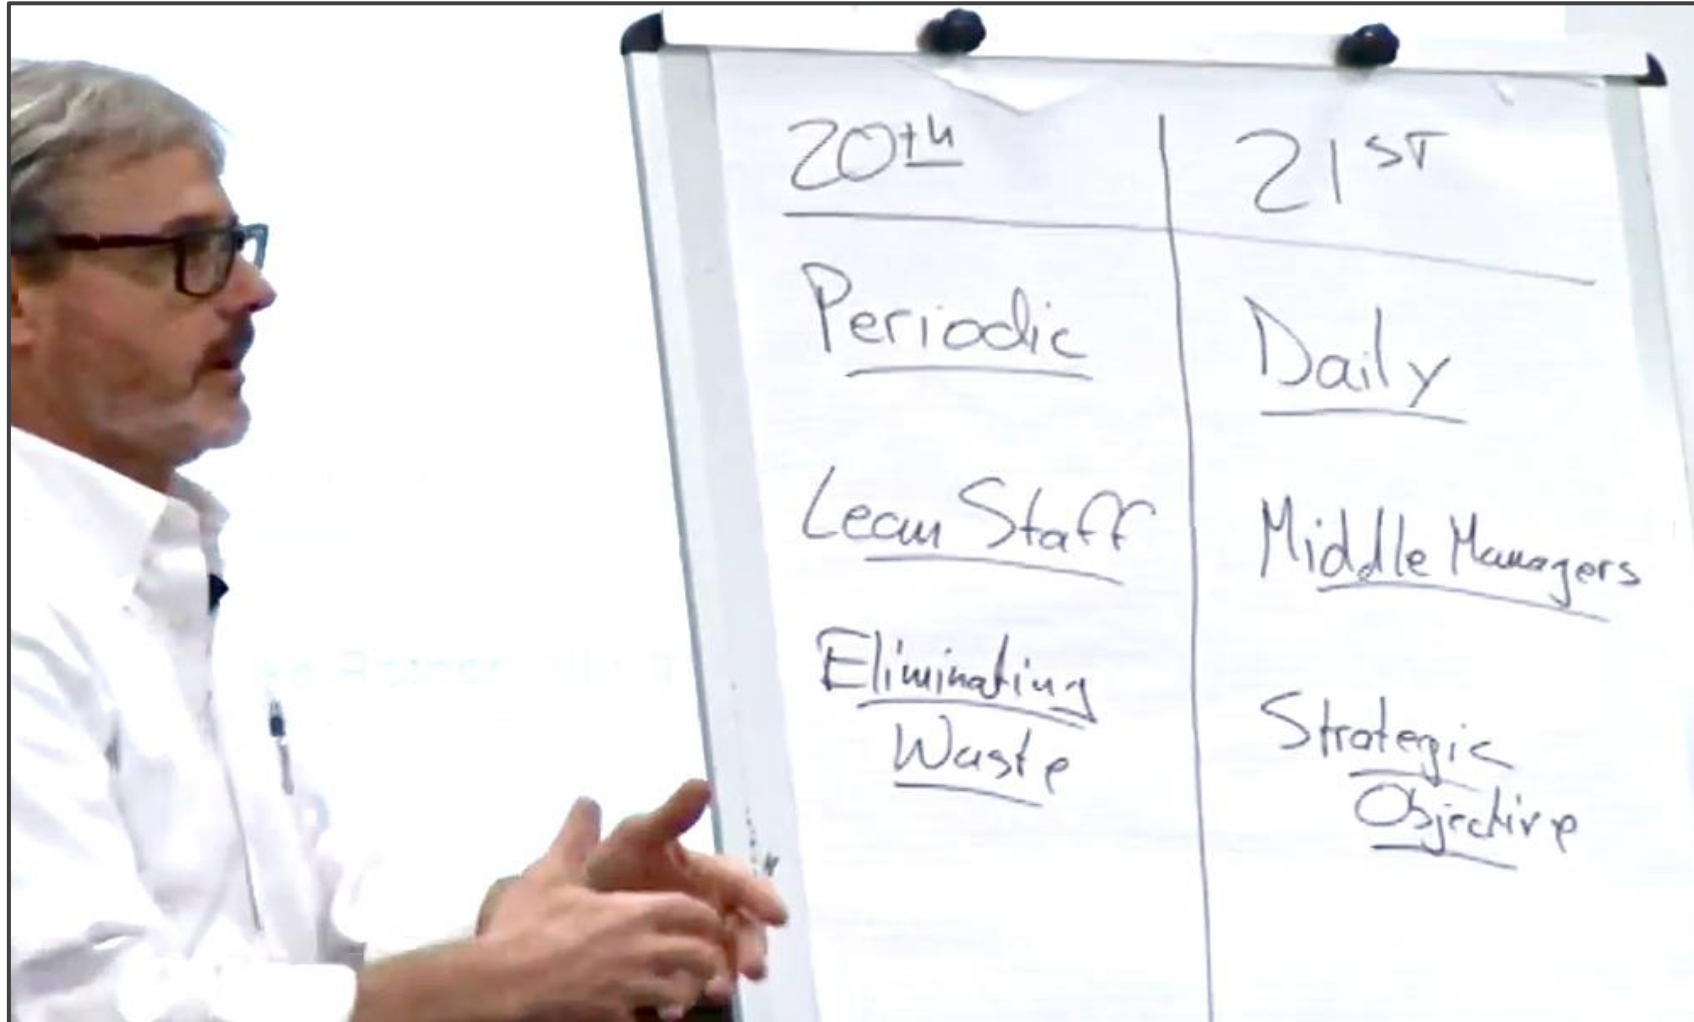 20th 21ST
Periodic Daily
Lean Staff Middle Managers
Eliminating
Waste
Strategic
Objective